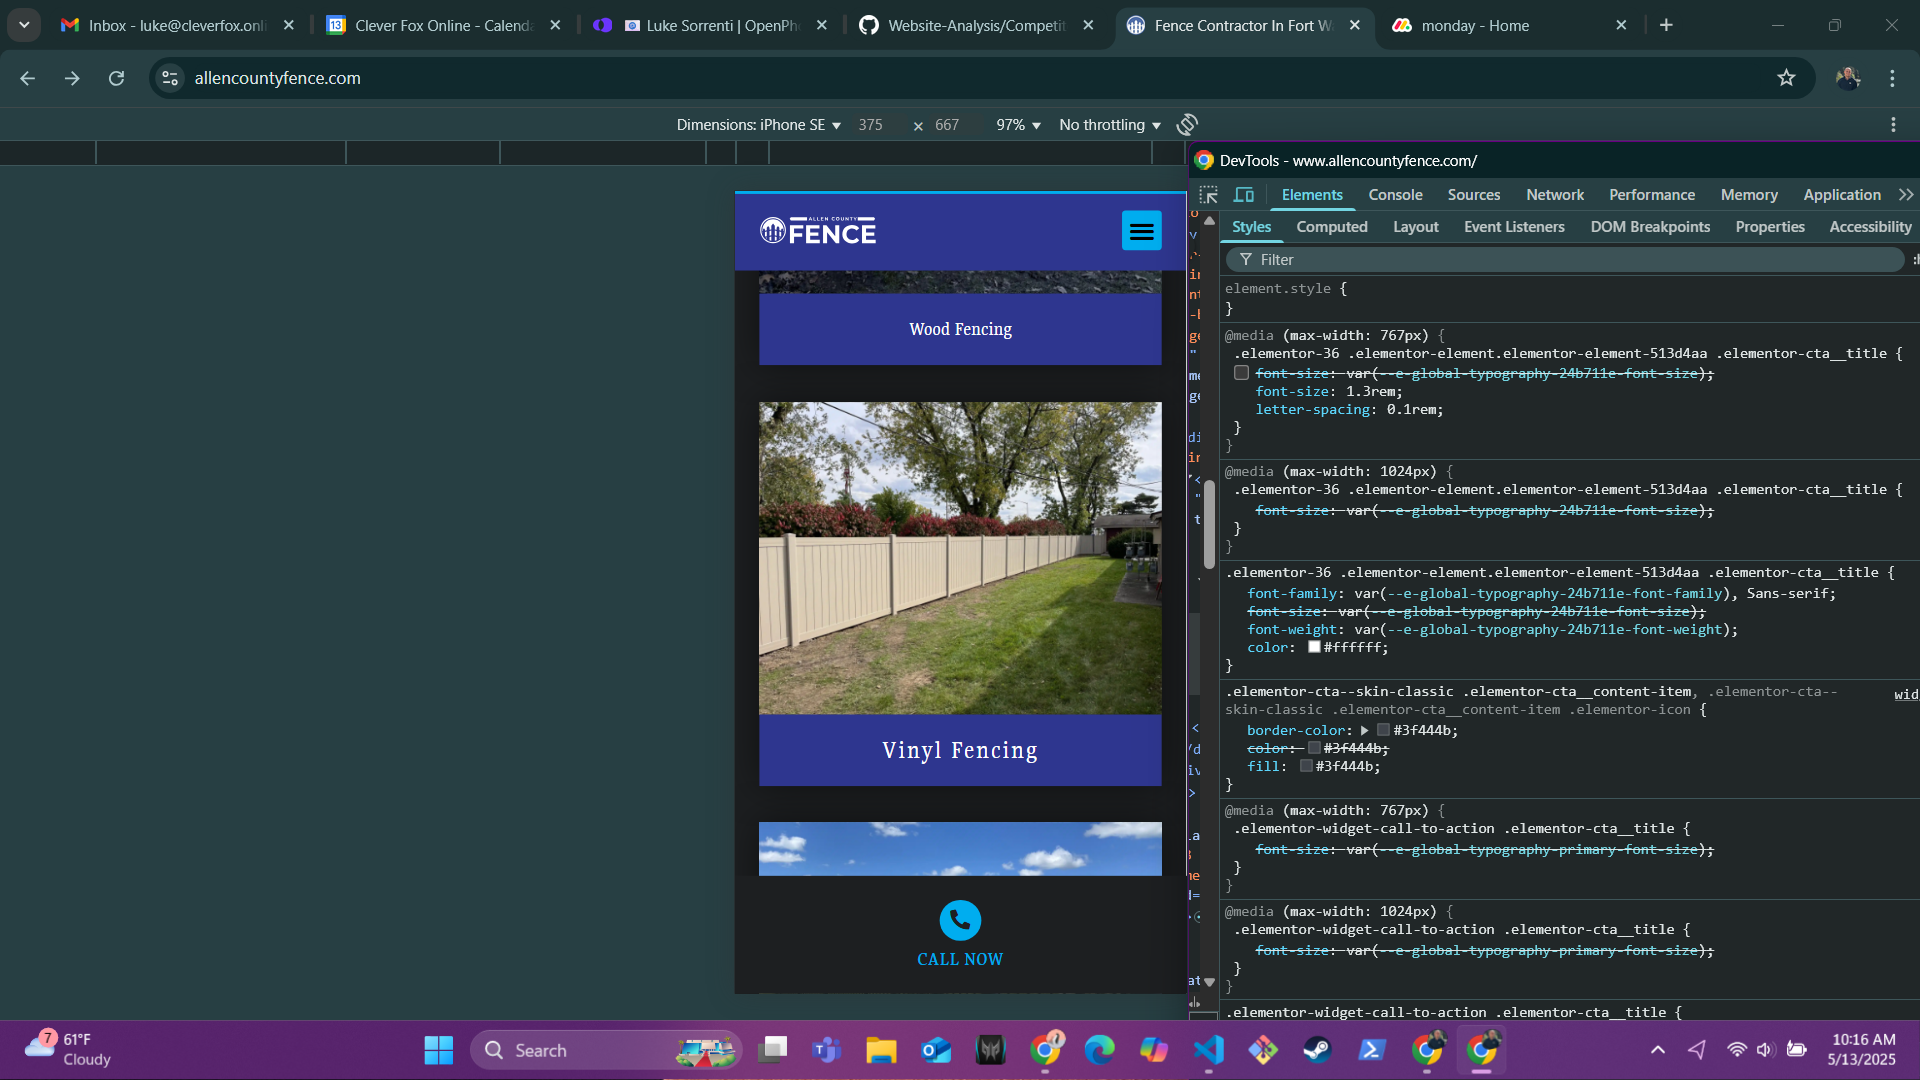 Inbox - luke@cleverfox.onli
Clever Fox Online - Calenda
Luke Sorrenti | OpenPho
Website-Analysis/Competit
Fence Contractor In Fort W
monday - Home
allencountyfence.com
Dimensions: iPhone SE 375 × 667 97% No throttling
DevTools - www.allencountyfence.com/
Elements Console Sources Network Performance Memory Application
Styles Computed Layout Event Listeners DOM Breakpoints Properties Accessibility
Filter
ALLEN COUNTY
FENCE
Wood Fencing
Vinyl Fencing
CALL NOW
element.style {
}
@media (max-width: 767px) {
.elementor-36 .elementor-element.elementor-element-513d4aa .elementor-cta__title {
font-size: var(--e-global-typography-24b711e-font-size);
font-size: 1.3rem;
letter-spacing: 0.1rem;
}
}
@media (max-width: 1024px) {
.elementor-36 .elementor-element.elementor-element-513d4aa .elementor-cta__title {
font-size: var(--e-global-typography-24b711e-font-size);
}
}
.elementor-36 .elementor-element.elementor-element-513d4aa .elementor-cta__title {
font-family: var(--e-global-typography-24b711e-font-family), Sans-serif;
font-size: var(--e-global-typography-24b711e-font-size);
font-weight: var(--e-global-typography-24b711e-font-weight);
color: #ffffff;
}
.elementor-cta--skin-classic .elementor-cta__content-item, .elementor-cta-- wid
skin-classic .elementor-cta__content-item .elementor-icon {
border-color: #3f444b;
color: #3f444b;
fill: #3f444b;
}
@media (max-width: 767px) {
.elementor-widget-call-to-action .elementor-cta__title {
font-size: var(--e-global-typography-primary-font-size);
}
}
@media (max-width: 1024px) {
.elementor-widget-call-to-action .elementor-cta__title {
font-size: var(--e-global-typography-primary-font-size);
}
}
.elementor-widget-call-to-action .elementor-cta__title {
7
61°F
Cloudy
Search
10:16 AM
5/13/2025